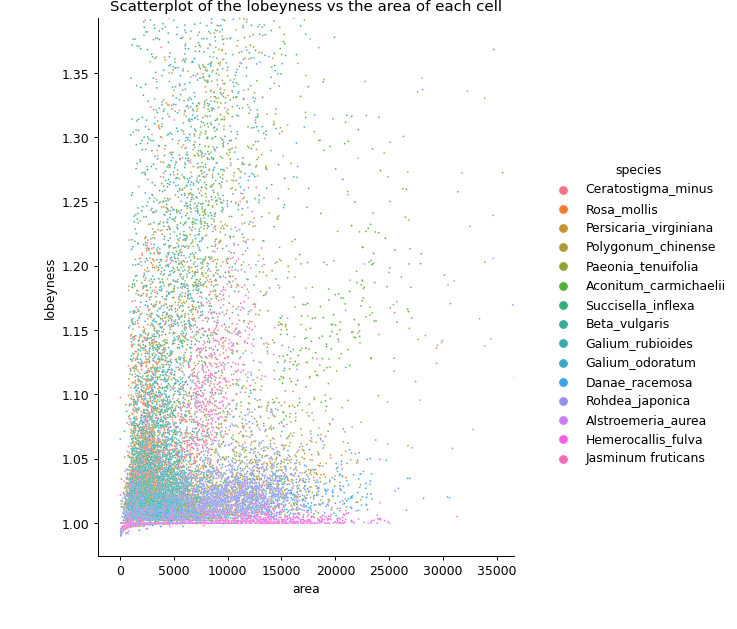 Scatterplot of the lobeyness vs the area of each cell
1.35
1.30
1.25
1.20
1.15
1.10
1.05
1.00
lobeyness
0 5000 10000 15000 20000 25000 30000 35000
area
species
Ceratostigma_minus
Rosa_mollis
Persicaria_virginiana
Polygonum_chinense
Paeonia_tenuifolia
Aconitum_carmichaelii
Succisella_inflexa
Beta_vulgaris
Galium_rubioides
Galium_odoratum
Danae_racemosa
Rohdea_japonica
Alstroemeria_aurea
Hemerocallis_fulva
Jasminum fruticans